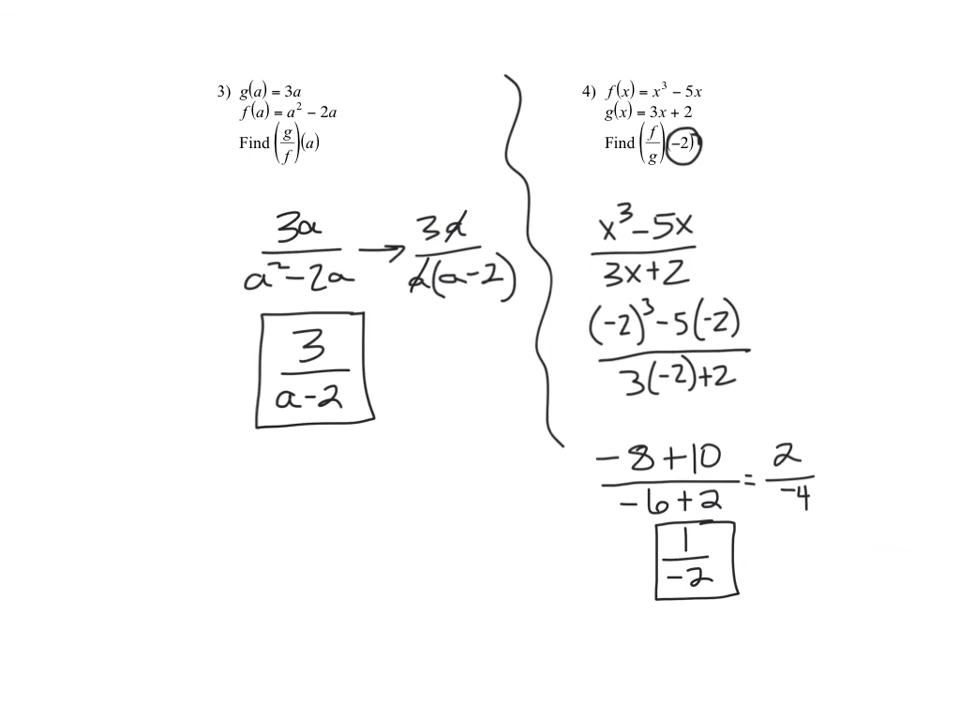 3) g(a) = 3a
f(a) = a² − 2a
Find (g/f)(a)
3a/(a² − 2a) → 3a/(a(a − 2))
3/(a − 2)
4) f(x) = x³ − 5x
g(x) = 3x + 2
Find (f/g)(−2)
(x³ − 5x)/(3x + 2)
((−2)³ − 5(−2))/(3(−2) + 2)
(−8 + 10)/(−6 + 2) = 2/−4
1/−2